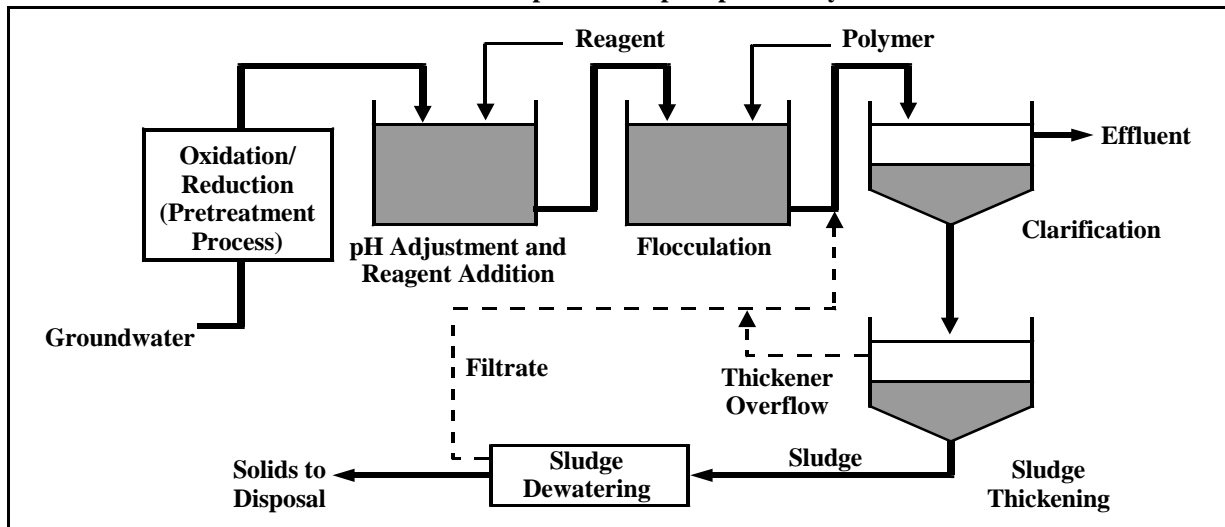 Reagent
Polymer
Oxidation/
Reduction
(Pretreatment
Process)
Effluent
pH Adjustment and
Reagent Addition
Flocculation
Clarification
Groundwater
Filtrate
Thickener
Overflow
Solids to
Disposal
Sludge
Dewatering
Sludge
Sludge
Thickening